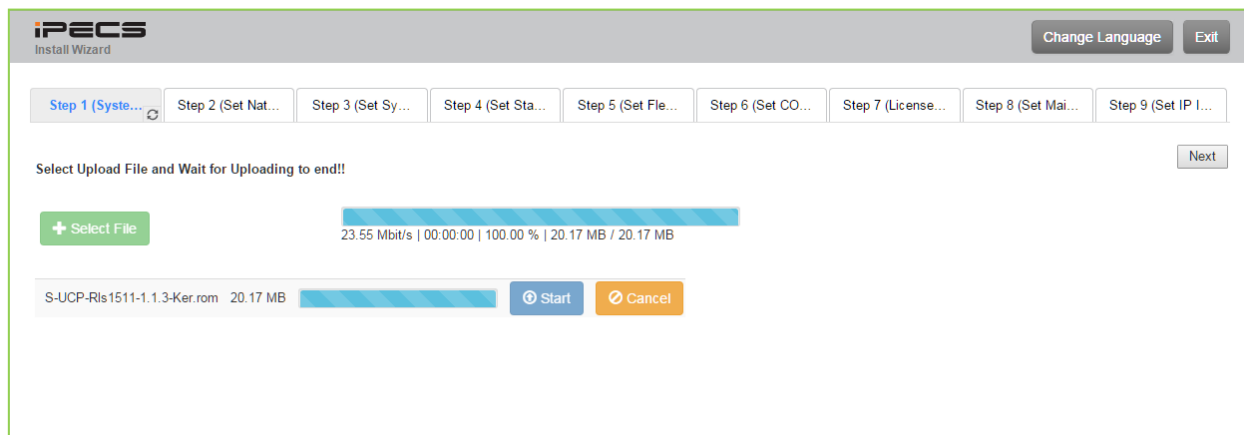 iPECS
Install Wizard
Change Language Exit
Step 1 (Syste... Step 2 (Set Nat... Step 3 (Set Sy... Step 4 (Set Sta... Step 5 (Set Fle... Step 6 (Set CO... Step 7 (License... Step 8 (Set Mai... Step 9 (Set IP I...
Next
Select Upload File and Wait for Uploading to end!!
Select File
23.55 Mbit/s | 00:00:00 | 100.00 % | 20.17 MB / 20.17 MB
S-UCP-Rls1511-1.1.3-Ker.rom 20.17 MB Start Cancel